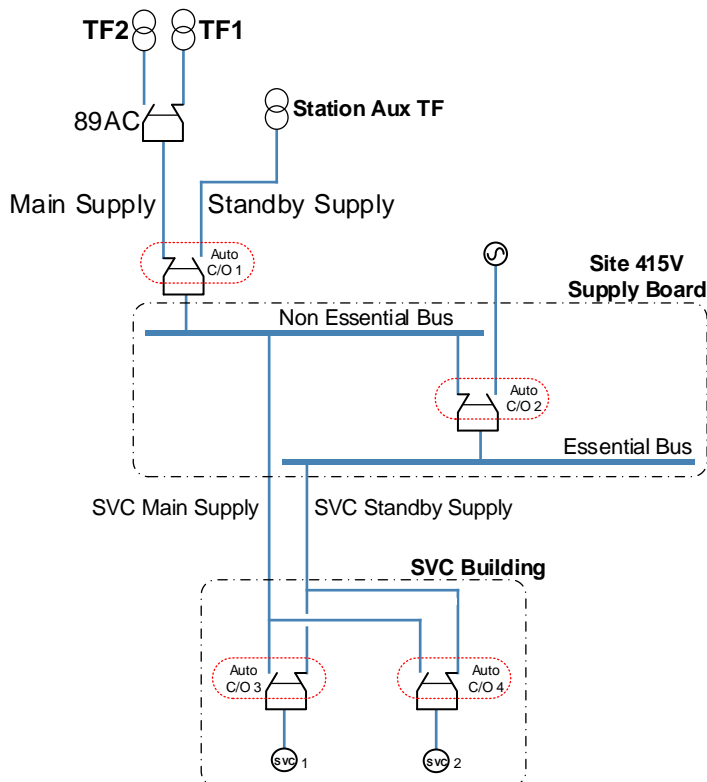 TF2
TF1
89AC
Station Aux TF
Main Supply
Standby Supply
Auto
C/O 1
Site 415V
Supply Board
Non Essential Bus
Auto
C/O 2
Essential Bus
SVC Main Supply
SVC Standby Supply
SVC Building
Auto
C/O 3
Auto
C/O 4
SVC 1
SVC 2